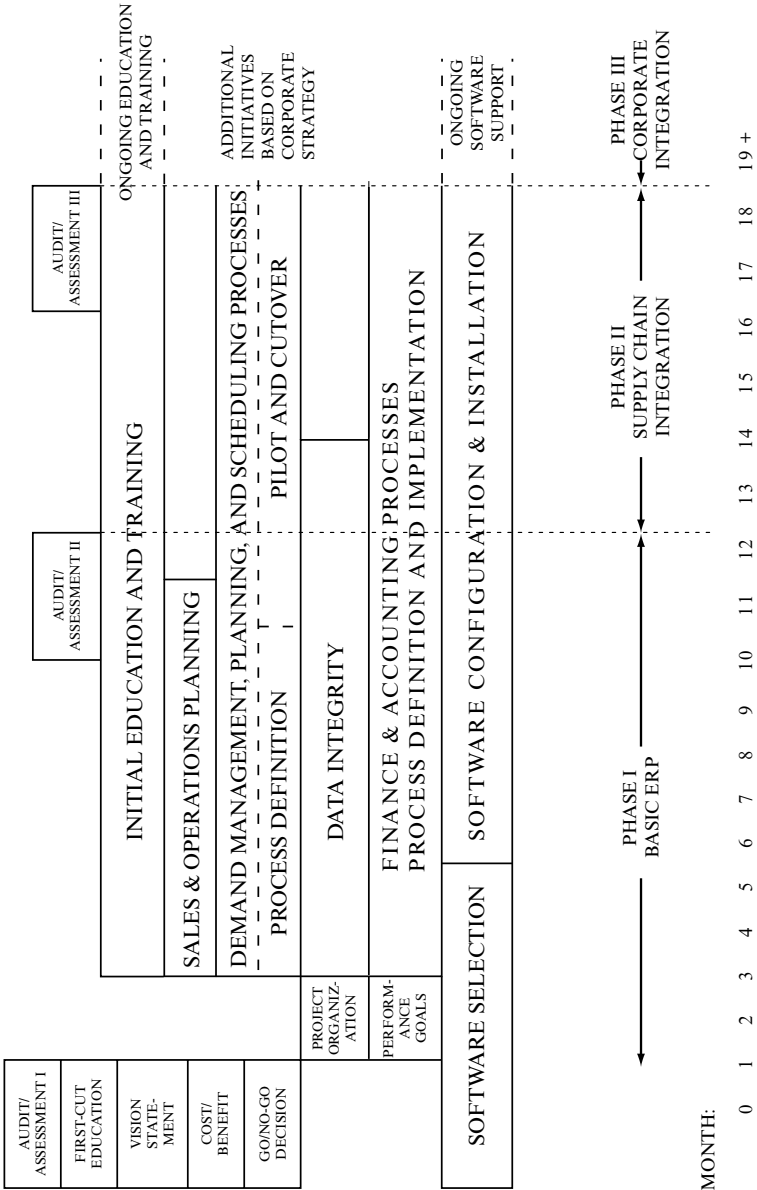 AUDIT/
ASSESSMENT I
FIRST-CUT
EDUCATION
VISION
STATE-
MENT
COST/
BENEFIT
GO/NO-GO
DECISION
AUDIT/
ASSESSMENT II
AUDIT/
ASSESSMENT III
INITIAL EDUCATION AND TRAINING
ONGOING EDUCATION
AND TRAINING
SALES & OPERATIONS PLANNING
DEMAND MANAGEMENT, PLANNING, AND SCHEDULING PROCESSES
PROCESS DEFINITION
PILOT AND CUTOVER
ADDITIONAL
INITIATIVES
BASED ON
CORPORATE
STRATEGY
PROJECT
ORGANIZ-
ATION
DATA INTEGRITY
PERFORM-
ANCE
GOALS
FINANCE & ACCOUNTING PROCESSES
PROCESS DEFINITION AND IMPLEMENTATION
SOFTWARE SELECTION
SOFTWARE CONFIGURATION & INSTALLATION
ONGOING
SOFTWARE
SUPPORT
PHASE I
BASIC ERP
PHASE II
SUPPLY CHAIN
INTEGRATION
PHASE III
CORPORATE
INTEGRATION
MONTH:
0 1 2 3 4 5 6 7 8 9 10 11 12 13 14 15 16 17 18 19 +